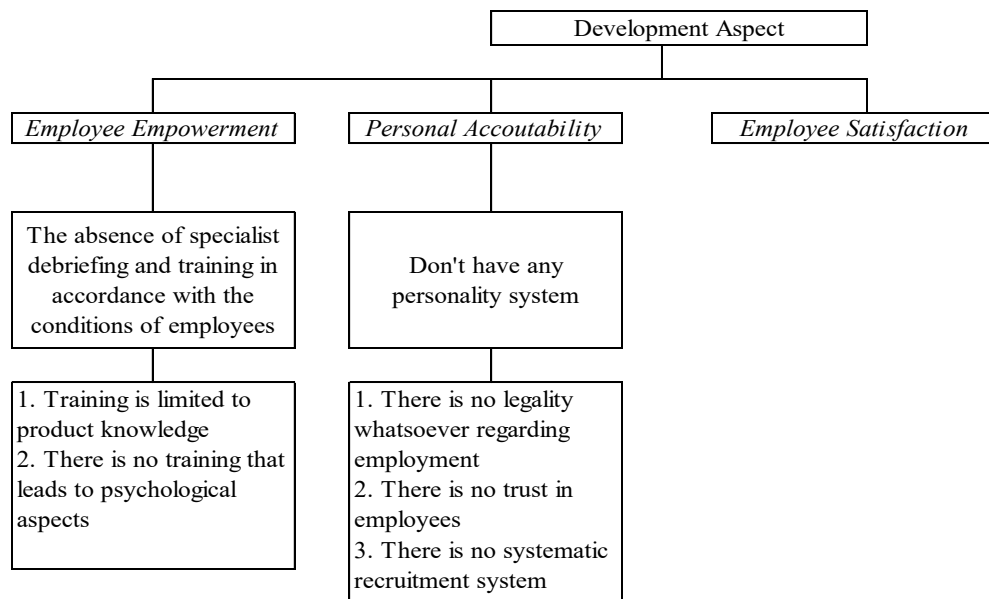 Development Aspect
Employee Empowerment
Personal Accoutability
Employee Satisfaction
The absence of specialist
debriefing and training in
accordance with the
conditions of employees
Don't have any
personality system
1. Training is limited to
product knowledge
2. There is no training that
leads to psychological
aspects
1. There is no legality
whatsoever regarding
employment
2. There is no trust in
employees
3. There is no systematic
recruitment system